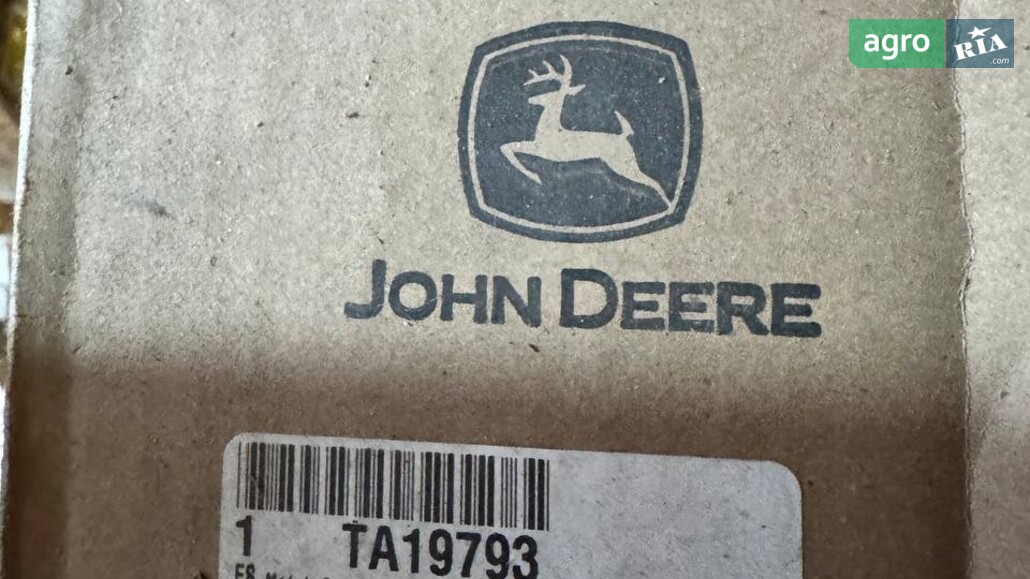 agro RIA
.com
JOHN DEERE
1 TA19793